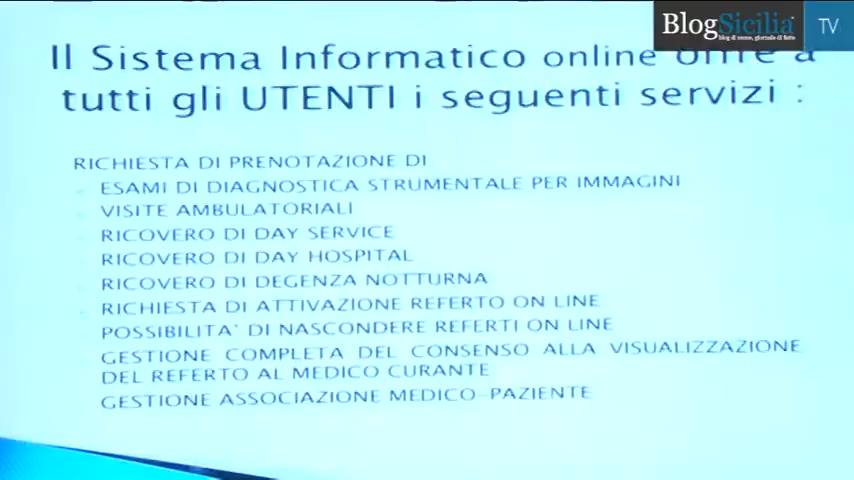 BlogSicilia
blog di nome, giornale di fatto
TV
Il Sistema Informatico online offre a
tutti gli UTENTI i seguenti servizi :
RICHIESTA DI PRENOTAZIONE DI
ESAMI DI DIAGNOSTICA STRUMENTALE PER IMMAGINI
VISITE AMBULATORIALI
RICOVERO DI DAY SERVICE
RICOVERO DI DAY HOSPITAL
RICOVERO DI DEGENZA NOTTURNA
RICHIESTA DI ATTIVAZIONE REFERTO ON LINE
POSSIBILITA' DI NASCONDERE REFERTI ON LINE
GESTIONE COMPLETA DEL CONSENSO ALLA VISUALIZZAZIONE
DEL REFERTO AL MEDICO CURANTE
GESTIONE ASSOCIAZIONE MEDICO-PAZIENTE